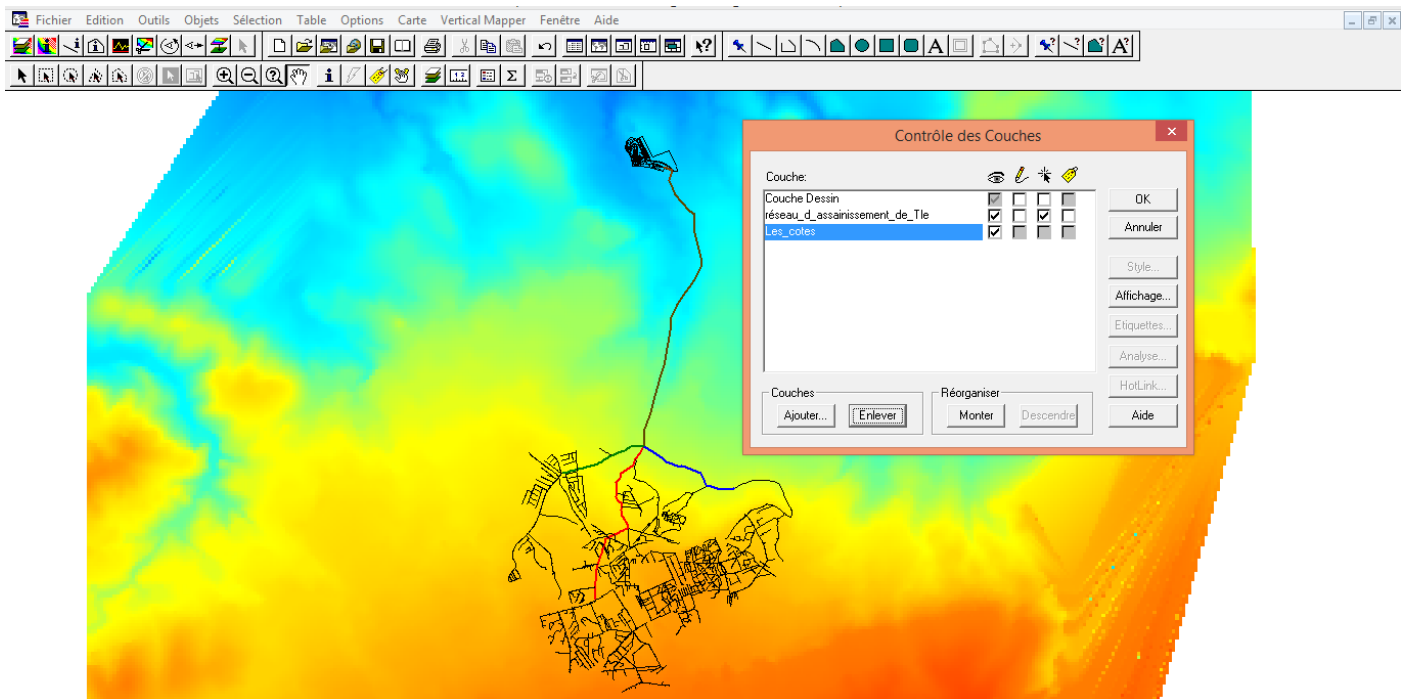 Fichier Edition Outils Objets Sélection Table Options Carte Vertical Mapper Fenêtre Aide
Contrôle des Couches
Couche:
Couche Dessin
réseau_d_assainissement_de_Tle
Les_cotes
OK
Annuler
Style...
Affichage...
Etiquettes...
Analyse...
HotLink...
Aide
Couches
Ajouter... Enlever
Réorganiser
Monter Descendre